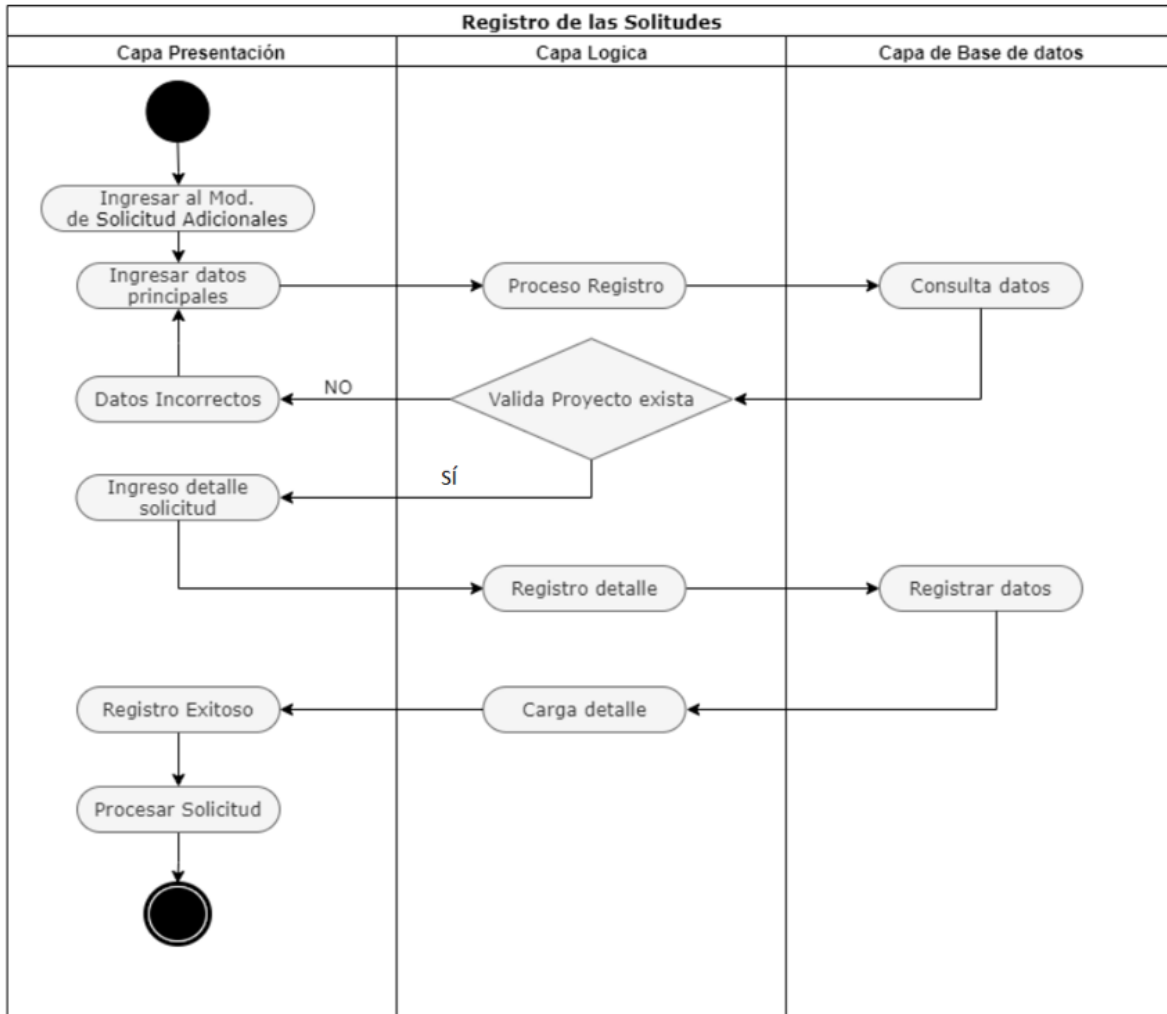 Registro de las Solitudes
Capa Presentación
Capa Logica
Capa de Base de datos
Ingresar al Mod.
de Solicitud Adicionales
Ingresar datos
principales
Proceso Registro
Consulta datos
Datos Incorrectos
NO
Valida Proyecto exista
SÍ
Ingreso detalle
solicitud
Registro detalle
Registrar datos
Registro Exitoso
Carga detalle
Procesar Solicitud